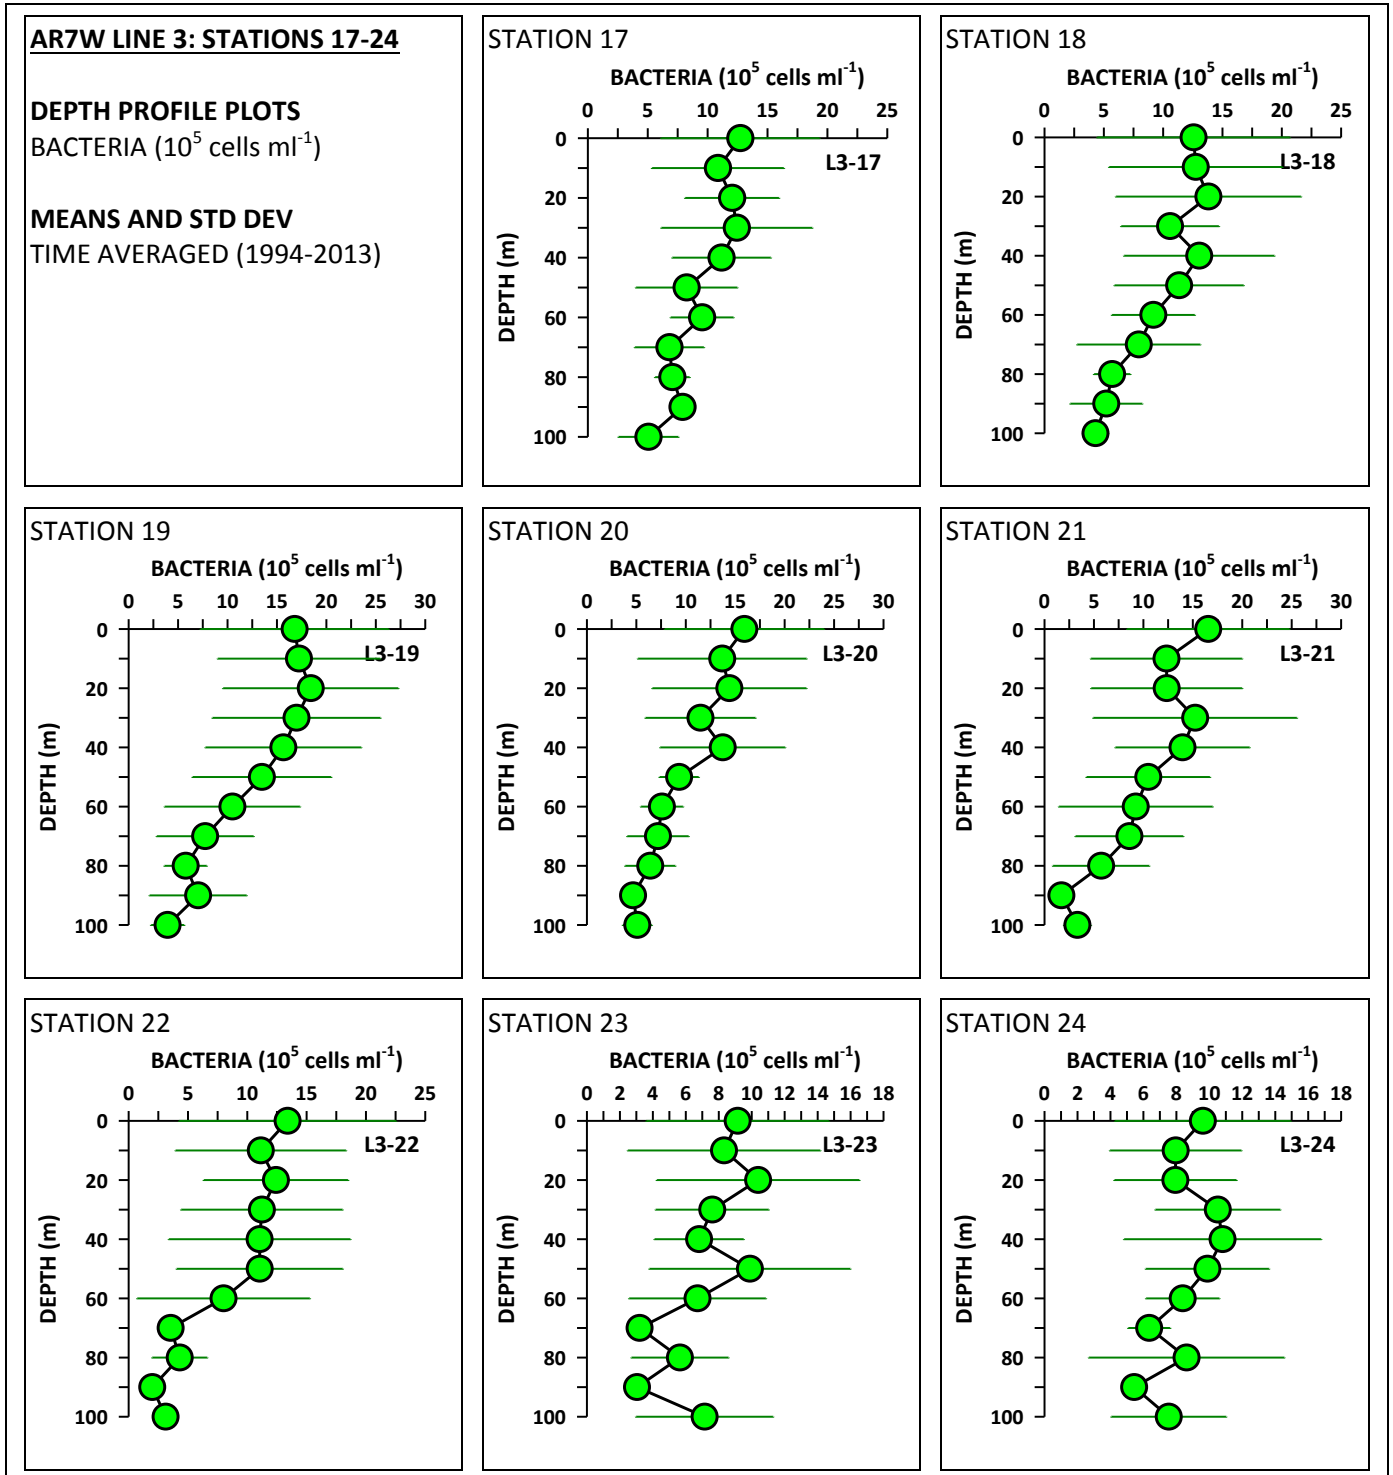 AR7W LINE 3: STATIONS 17-24
DEPTH PROFILE PLOTS
BACTERIA (10⁵ cells ml⁻¹)
MEANS AND STD DEV
TIME AVERAGED (1994-2013)
STATION 17
BACTERIA (10⁵ cells ml⁻¹)
0 5 10 15 20 25
L3-17
DEPTH (m)
0
20
40
60
80
100
STATION 18
BACTERIA (10⁵ cells ml⁻¹)
0 5 10 15 20 25
L3-18
DEPTH (m)
0
20
40
60
80
100
STATION 19
BACTERIA (10⁵ cells ml⁻¹)
0 5 10 15 20 25 30
L3-19
DEPTH (m)
0
20
40
60
80
100
STATION 20
BACTERIA (10⁵ cells ml⁻¹)
0 5 10 15 20 25 30
L3-20
DEPTH (m)
0
20
40
60
80
100
STATION 21
BACTERIA (10⁵ cells ml⁻¹)
0 5 10 15 20 25 30
L3-21
DEPTH (m)
0
20
40
60
80
100
STATION 22
BACTERIA (10⁵ cells ml⁻¹)
0 5 10 15 20 25
L3-22
DEPTH (m)
0
20
40
60
80
100
STATION 23
BACTERIA (10⁵ cells ml⁻¹)
0 2 4 6 8 10 12 14 16 18
L3-23
DEPTH (m)
0
20
40
60
80
100
STATION 24
BACTERIA (10⁵ cells ml⁻¹)
0 2 4 6 8 10 12 14 16 18
L3-24
DEPTH (m)
0
20
40
60
80
100